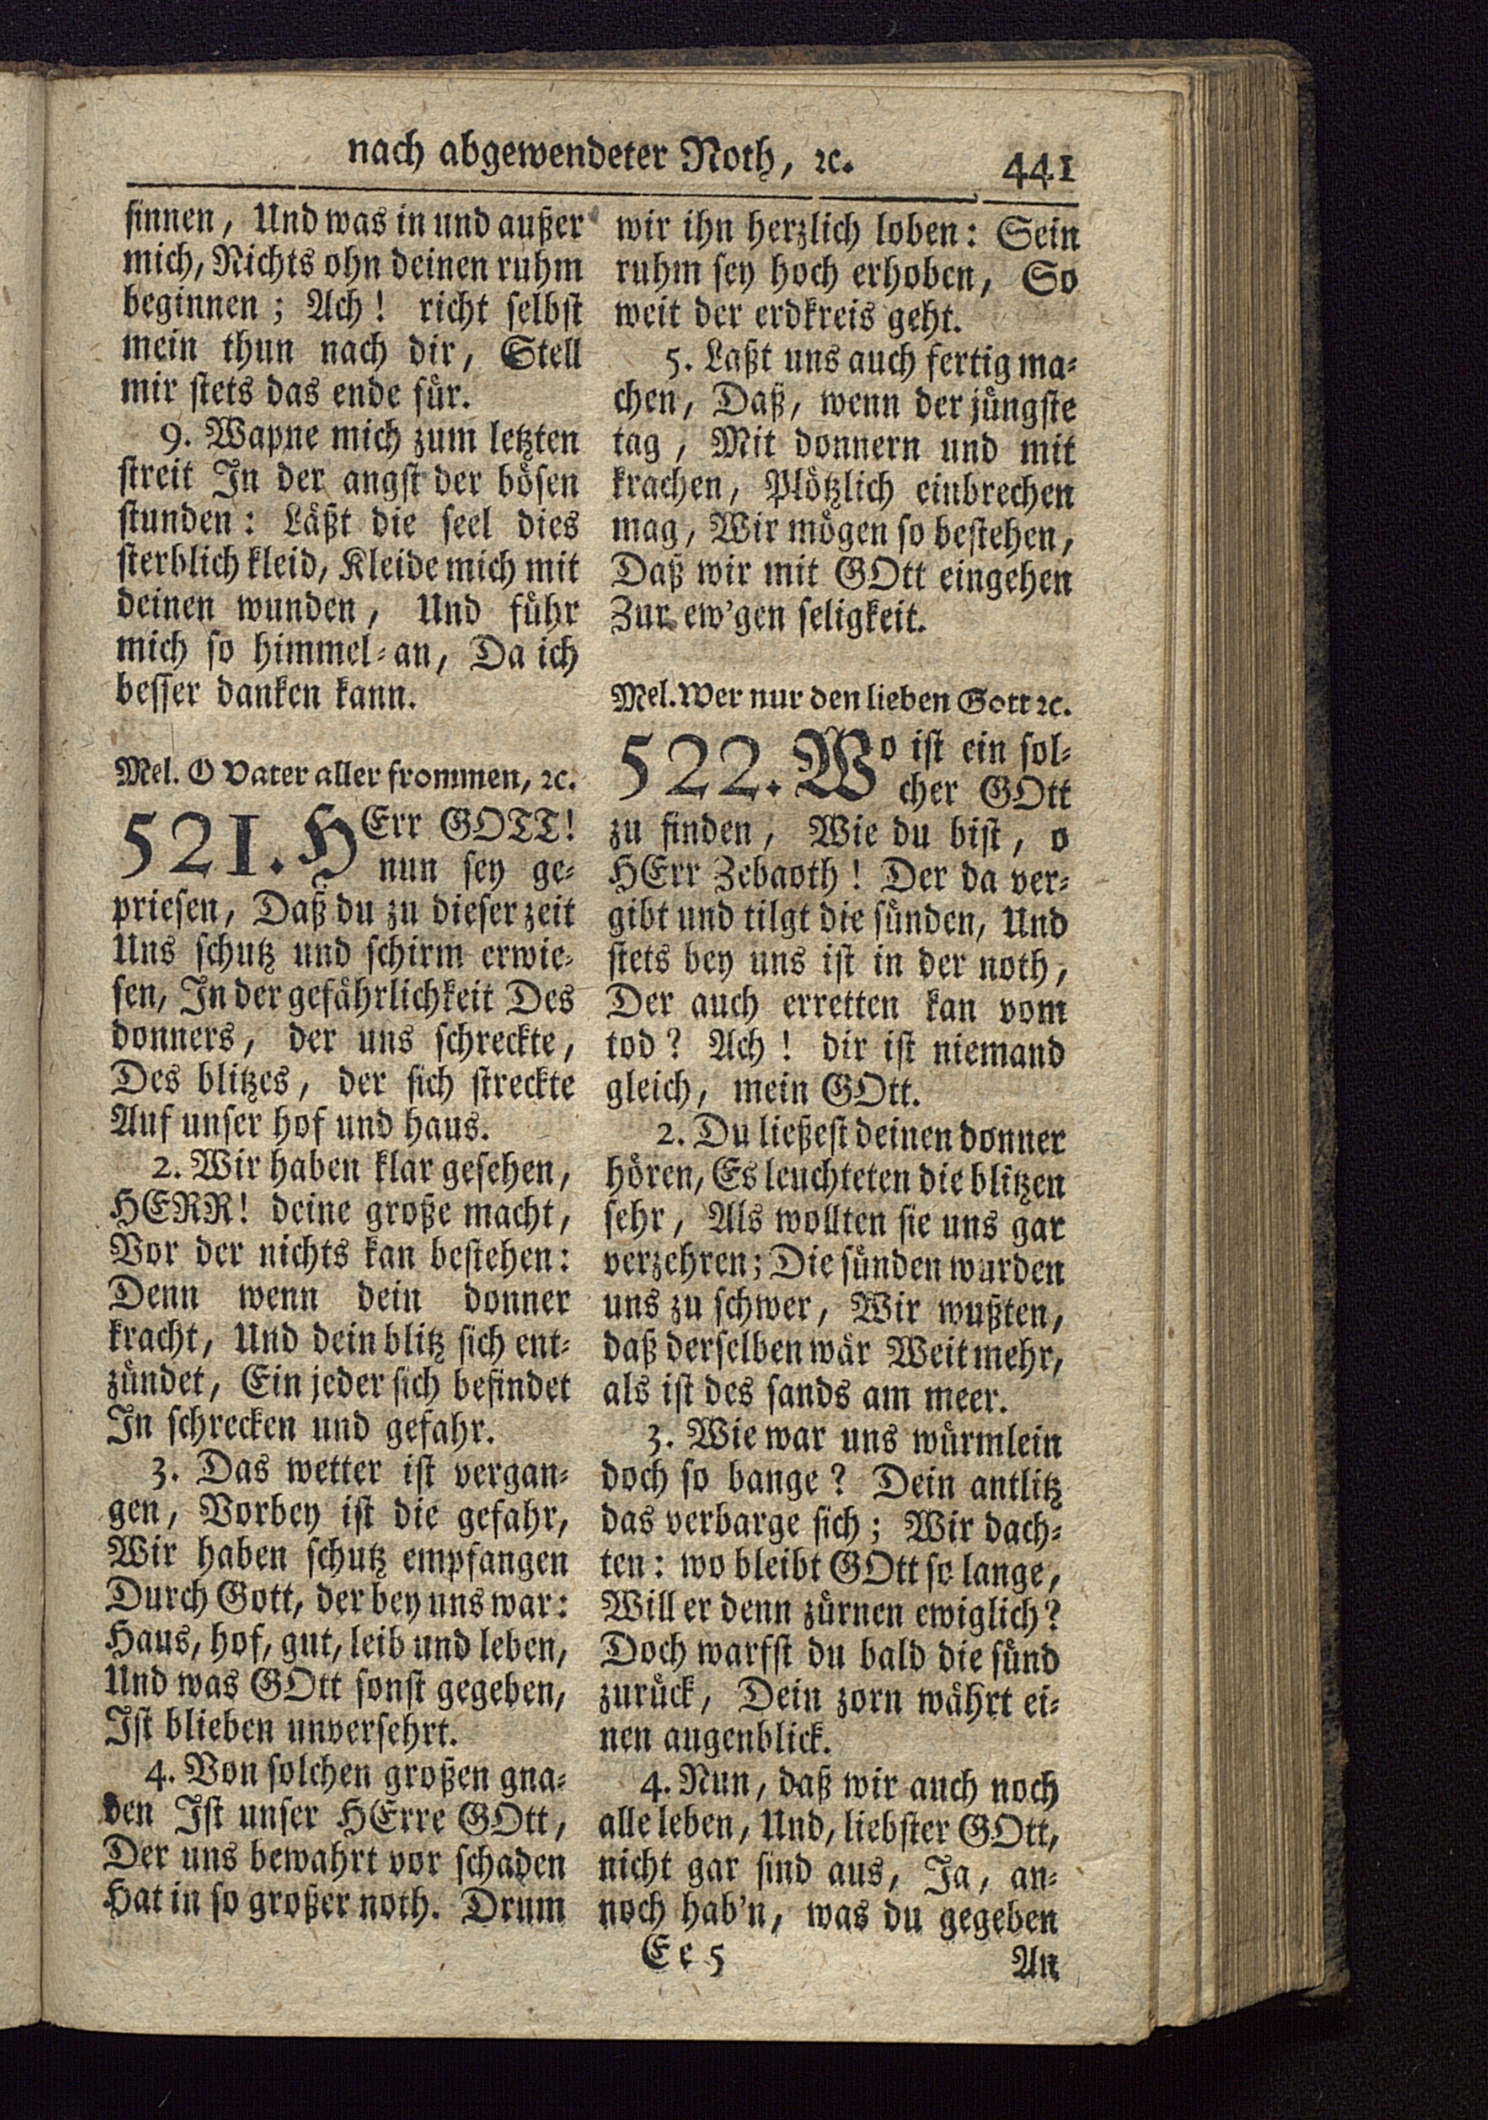 nach abgewendeter Noth, ꝛc. 441
sinnen, Und was in und außer
mich, Nichts ohn deinen ruhm
beginnen; Ach! richt selbst
mein thun nach dir, Stell
mir stets das ende für.
9. Wapne mich zum letzten
streit In der angst der bösen
stunden: Läßt die seel dies
sterblich kleid, Kleide mich mit
deinen wunden, Und führ
mich so himmel-an, Da ich
besser danken kann.
Mel. O Vater aller frommen, ꝛc.
521. HErr GOTT!
nun sey ge-
priesen, Daß du zu dieser zeit
Uns schutz und schirm erwie-
sen, In der gefährlichkeit Des
donners, der uns schreckte,
Des blitzes, der sich streckte
Auf unser hof und haus.
2. Wir haben klar gesehen,
HERR! deine große macht,
Vor der nichts kan bestehen:
Denn wenn dein donner
kracht, Und dein blitz sich ent-
zündet, Ein jeder sich befindet
In schrecken und gefahr.
3. Das wetter ist vergan-
gen, Vorbey ist die gefahr,
Wir haben schutz empfangen
Durch Gott, der bey uns war:
Haus, hof, gut, leib und leben,
Und was GOtt sonst gegeben,
Ist blieben unversehrt.
4. Von solchen großen gna-
den Ist unser HErre GOtt,
Der uns bewahrt vor schaden
Hat in so großer noth. Drum
wir ihn herzlich loben: Sein
ruhm sey hoch erhoben, So
weit der erdkreis geht.
5. Laßt uns auch fertig ma-
chen, Daß, wenn der jüngste
tag, Mit donnern und mit
krachen, Plötzlich einbrechen
mag, Wir mögen so bestehen,
Daß wir mit GOtt eingehen
Zur ew'gen seligkeit.
Mel. Wer nur den lieben Gott ꝛc.
522. Wo ist ein sol-
cher GOtt
zu finden, Wie du bist, o
HErr Zebaoth! Der da ver-
gibt und tilgt die sünden, Und
stets bey uns ist in der noth,
Der auch erretten kan vom
tod? Ach! dir ist niemand
gleich, mein GOtt.
2. Du ließest deinen donner
hören, Es leuchteten die blitzen
sehr, Als wollten sie uns gar
verzehren; Die sünden wurden
uns zu schwer, Wir wußten,
daß derselben wär Weit mehr,
als ist des sands am meer.
3. Wie war uns würmlein
doch so bange? Dein antlitz
das verbarge sich; Wir dach-
ten: wo bleibt GOtt so lange,
Will er denn zürnen ewiglich?
Doch warfst du bald die sünd
zurück, Dein zorn währt ei-
nen augenblick.
4. Nun, daß wir auch noch
alle leben, Und, liebster GOtt,
nicht gar sind aus, Ja, an-
noch hab'n, was du gegeben
Ee 5 An